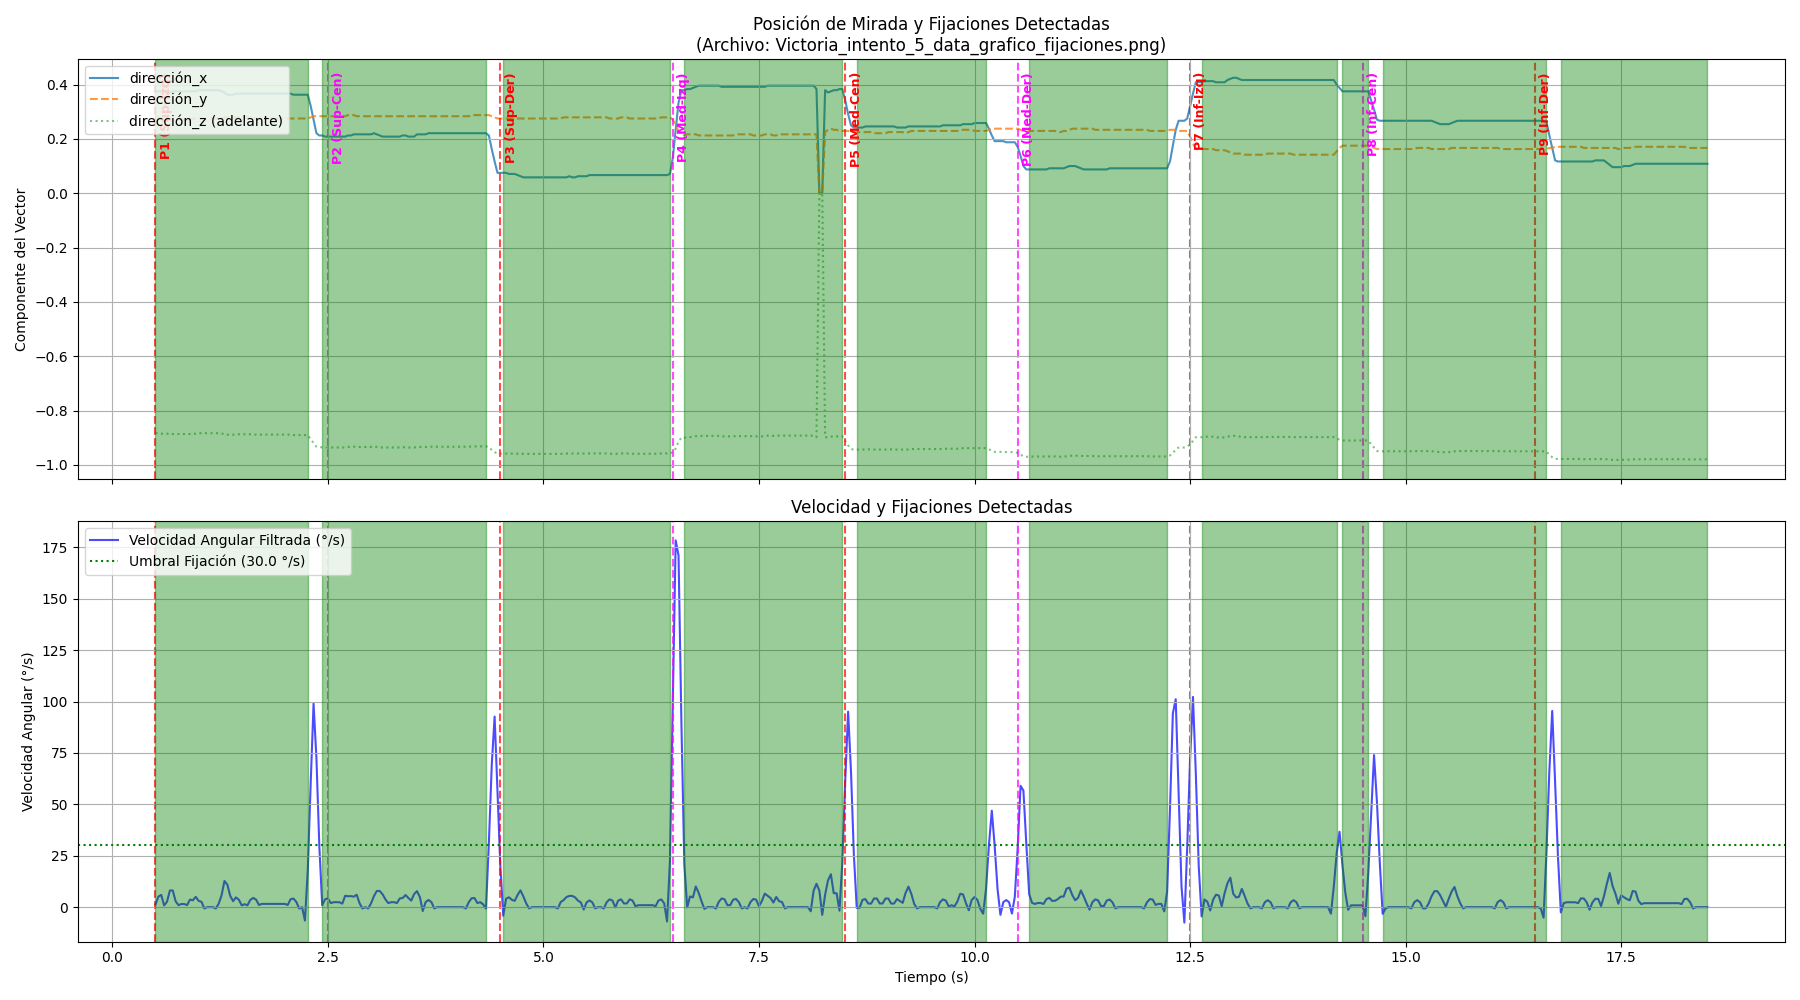 Posición de Mirada y Fijaciones Detectadas
(Archivo: Victoria_intento_5_data_grafico_fijaciones.png)
dirección_x
dirección_y
dirección_z (adelante)
P2 (Sup-Cen)
P3 (Sup-Der)
P4 (Med-Izq)
P5 (Med-Cen)
P6 (Med-Der)
P7 (Inf-Izq)
P8 (Inf-Cen)
P9 (Inf-Der)
Componente del Vector
0.4
0.2
0.0
−0.2
−0.4
−0.6
−0.8
−1.0
Velocidad y Fijaciones Detectadas
Velocidad Angular Filtrada (°/s)
Umbral Fijación (30.0 °/s)
Velocidad Angular (°/s)
175
150
125
100
75
50
25
0
0.0
2.5
5.0
7.5
10.0
12.5
15.0
17.5
Tiempo (s)